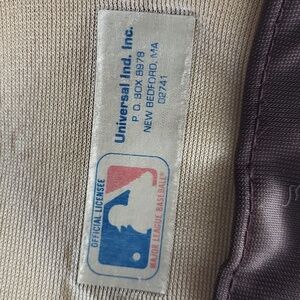 Universal Ind. Inc.
P. O. BOX 8978
NEW BEDFORD, MA
02741
OFFICIAL LICENSEE
MAJOR LEAGUE BASEBALL®